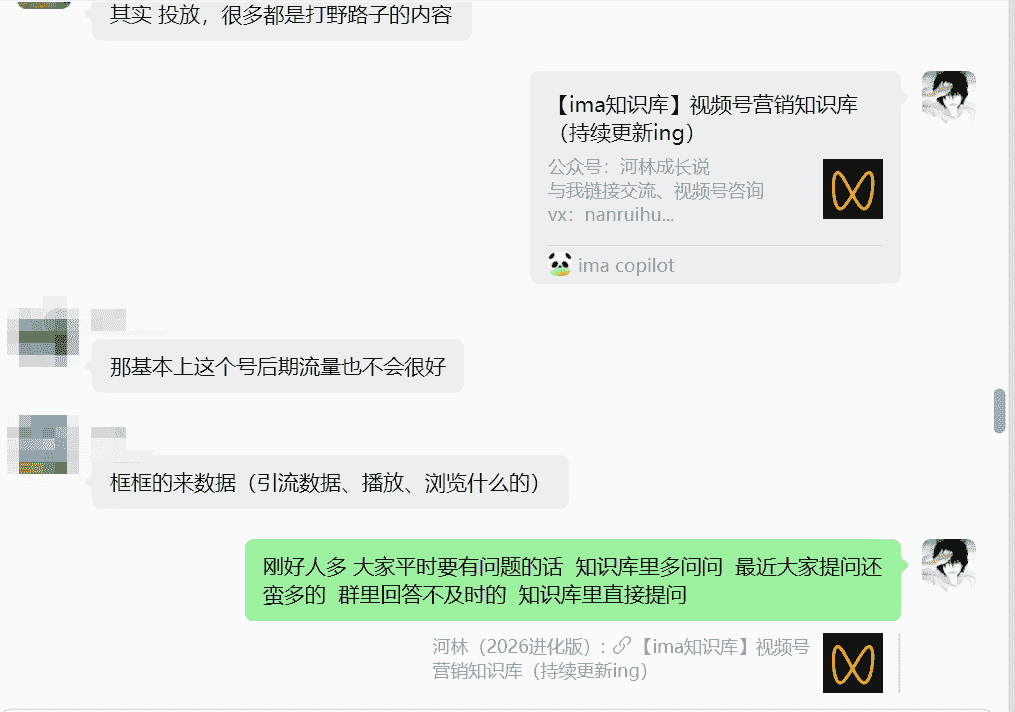 其实 投放，很多都是打野路子的内容
【ima知识库】视频号营销知识库
（持续更新ing）
公众号：河林成长说
与我链接交流、视频号咨询
vx：nanruihu...
ima copilot
那基本上这个号后期流量也不会很好
框框的来数据（引流数据、播放、浏览什么的）
刚好人多 大家平时要有问题的话  知识库里多问问  最近大家提问还
蛮多的  群里回答不及时的  知识库里直接提问
河林（2026进化版）: 🔗【ima知识库】视频号
营销知识库（持续更新ing）